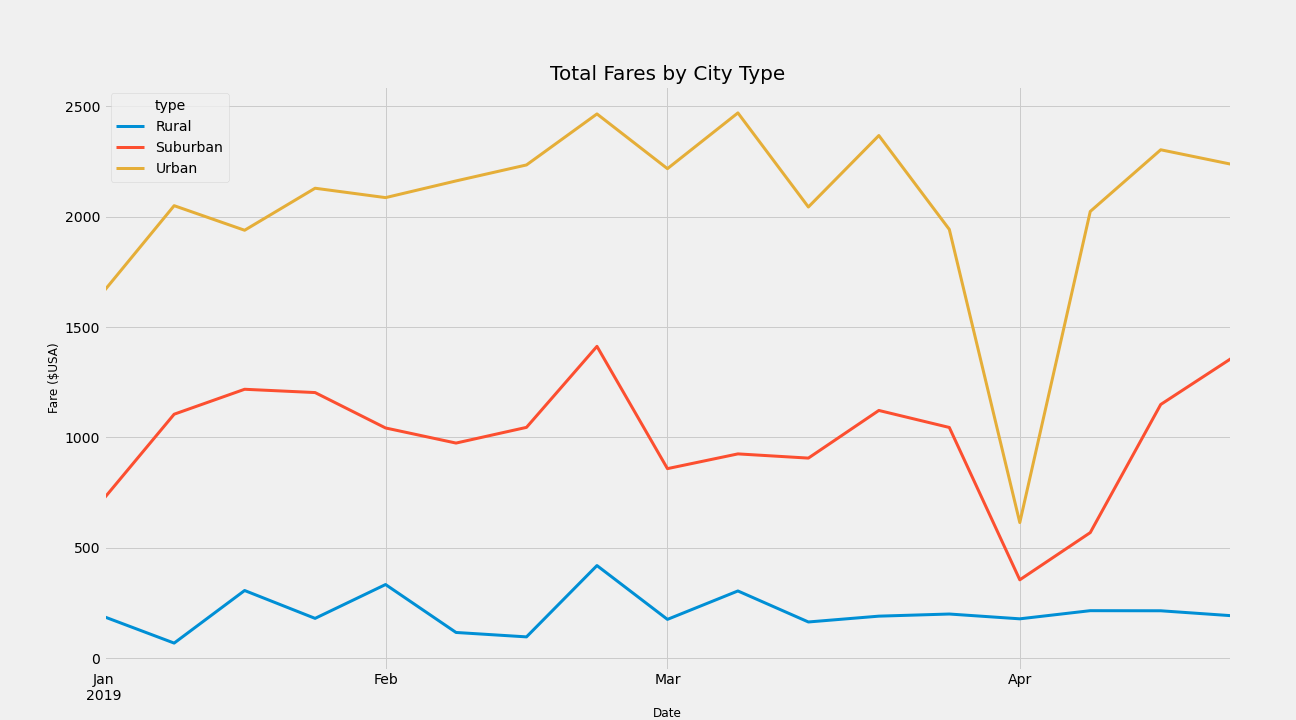 Total Fares by City Type
type
Rural
Suburban
Urban
2500
2000
1500
1000
500
0
Fare ($USA)
Jan
2019
Feb
Mar
Apr
Date